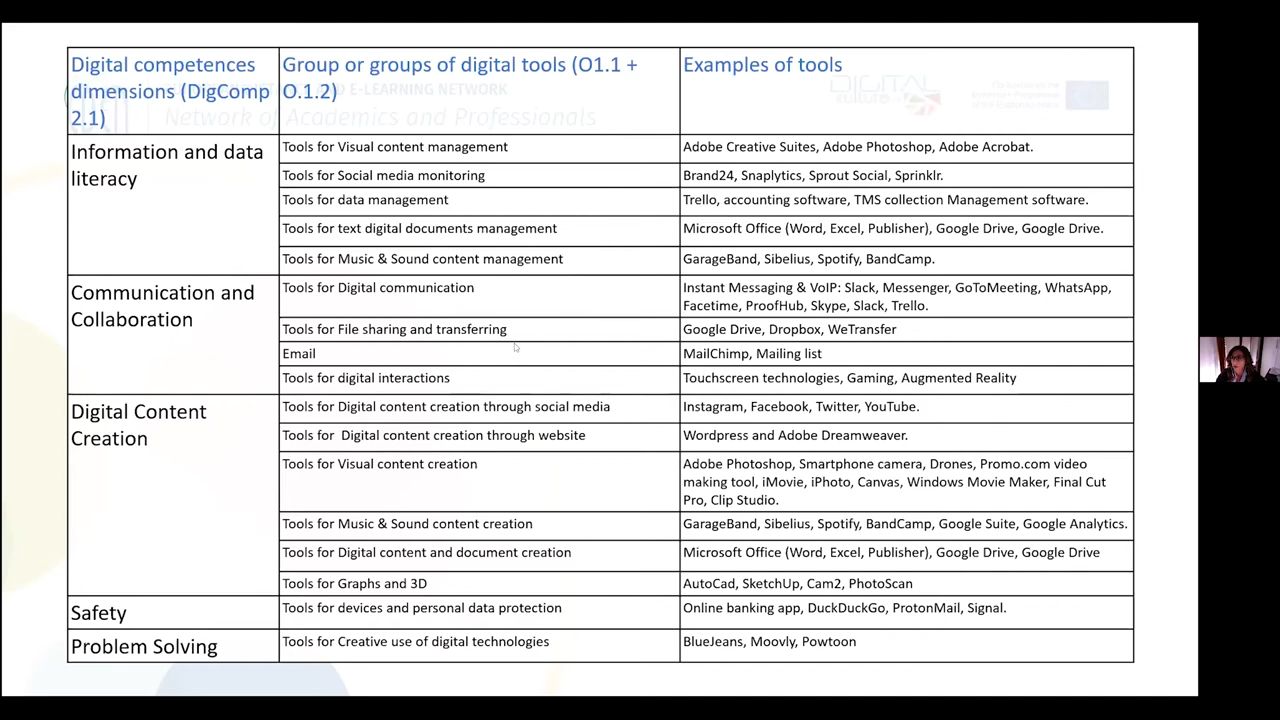 Digital competences
dimensions (DigComp
2.1)
Group or groups of digital tools (O1.1 +
O.1.2)
Examples of tools
AND E-LEARNING NETWORK
Network of Academics and Professionals
DIGITAL
culture
Information and data
literacy
Tools for Visual content management
Adobe Creative Suites, Adobe Photoshop, Adobe Acrobat.
Tools for Social media monitoring
Brand24, Snaplytics, Sprout Social, Sprinklr.
Tools for data management
Trello, accounting software, TMS collection Management software.
Tools for text digital documents management
Microsoft Office (Word, Excel, Publisher), Google Drive, Google Drive.
Tools for Music & Sound content management
GarageBand, Sibelius, Spotify, BandCamp.
Communication and
Collaboration
Tools for Digital communication
Instant Messaging & VoIP: Slack, Messenger, GoToMeeting, WhatsApp,
Facetime, ProofHub, Skype, Slack, Trello.
Tools for File sharing and transferring
Google Drive, Dropbox, WeTransfer
Email
MailChimp, Mailing list
Tools for digital interactions
Touchscreen technologies, Gaming, Augmented Reality
Digital Content
Creation
Tools for Digital content creation through social media
Instagram, Facebook, Twitter, YouTube.
Tools for  Digital content creation through website
Wordpress and Adobe Dreamweaver.
Tools for Visual content creation
Adobe Photoshop, Smartphone camera, Drones, Promo.com video
making tool, iMovie, iPhoto, Canvas, Windows Movie Maker, Final Cut
Pro, Clip Studio.
Tools for Music & Sound content creation
GarageBand, Sibelius, Spotify, BandCamp, Google Suite, Google Analytics.
Tools for Digital content and document creation
Microsoft Office (Word, Excel, Publisher), Google Drive, Google Drive
Tools for Graphs and 3D
AutoCad, SketchUp, Cam2, PhotoScan
Safety
Tools for devices and personal data protection
Online banking app, DuckDuckGo, ProtonMail, Signal.
Problem Solving
Tools for Creative use of digital technologies
BlueJeans, Moovly, Powtoon